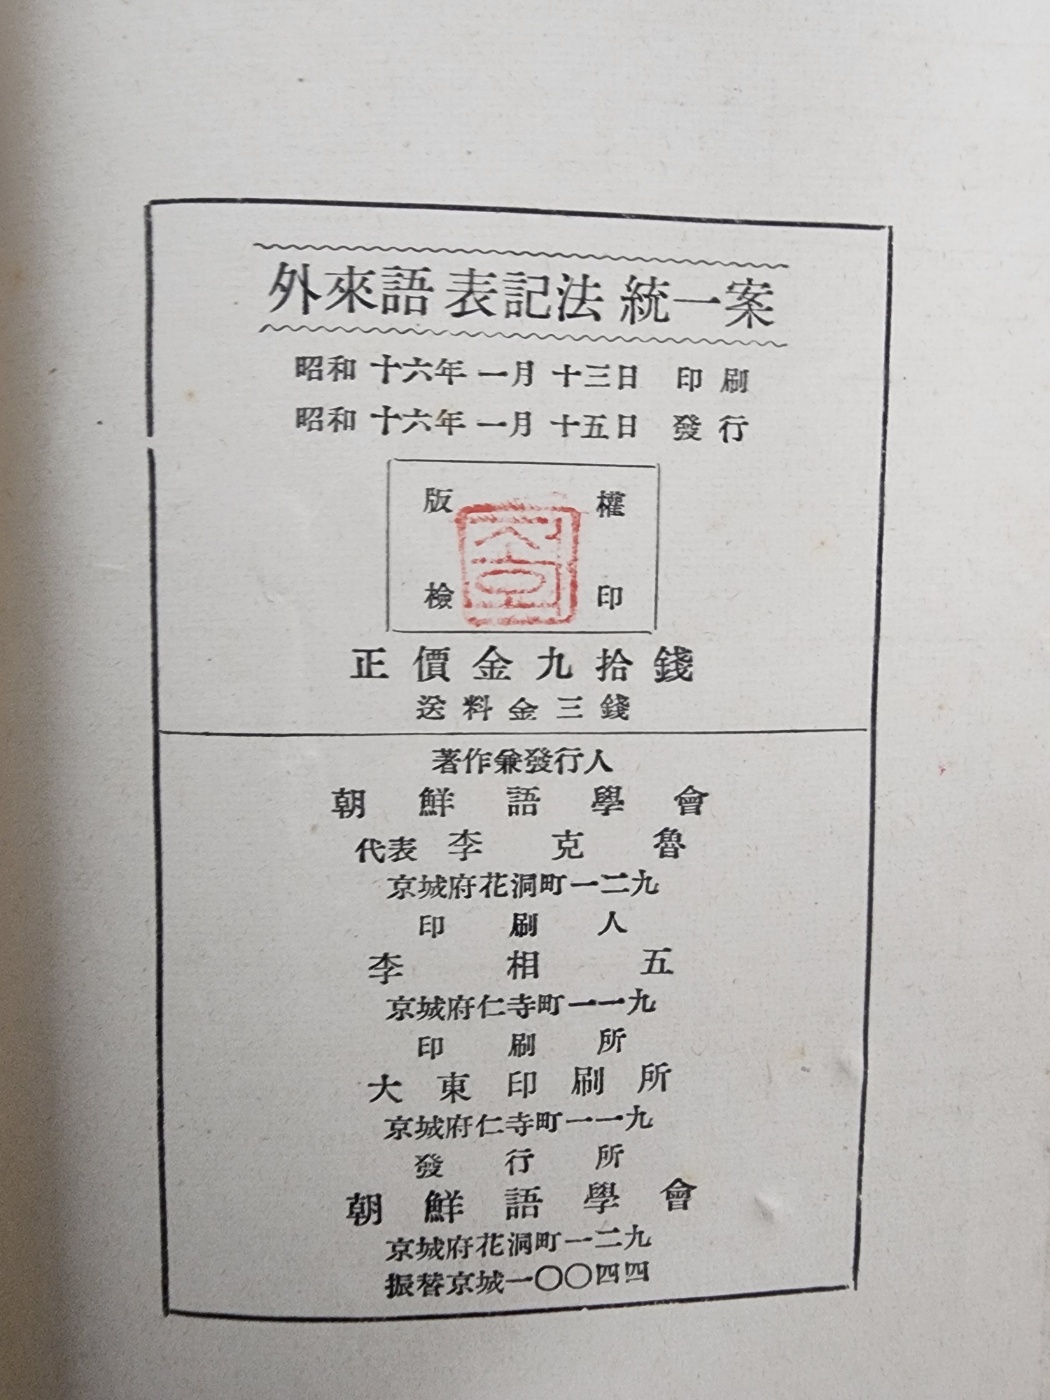 外來語 表記法 統一案
昭和 十六年 一月 十三日 印刷
昭和 十六年 一月 十五日 發行
版權
檢印
正價金九拾錢
送料金三錢
著作兼發行人
朝鮮語學會
代表 李克魯
京城府花洞町一二九
印刷人
李相五
京城府仁寺町一一九
印刷所
大東印刷所
京城府仁寺町一一九
發行所
朝鮮語學會
京城府花洞町一二九
振替京城一〇〇四四